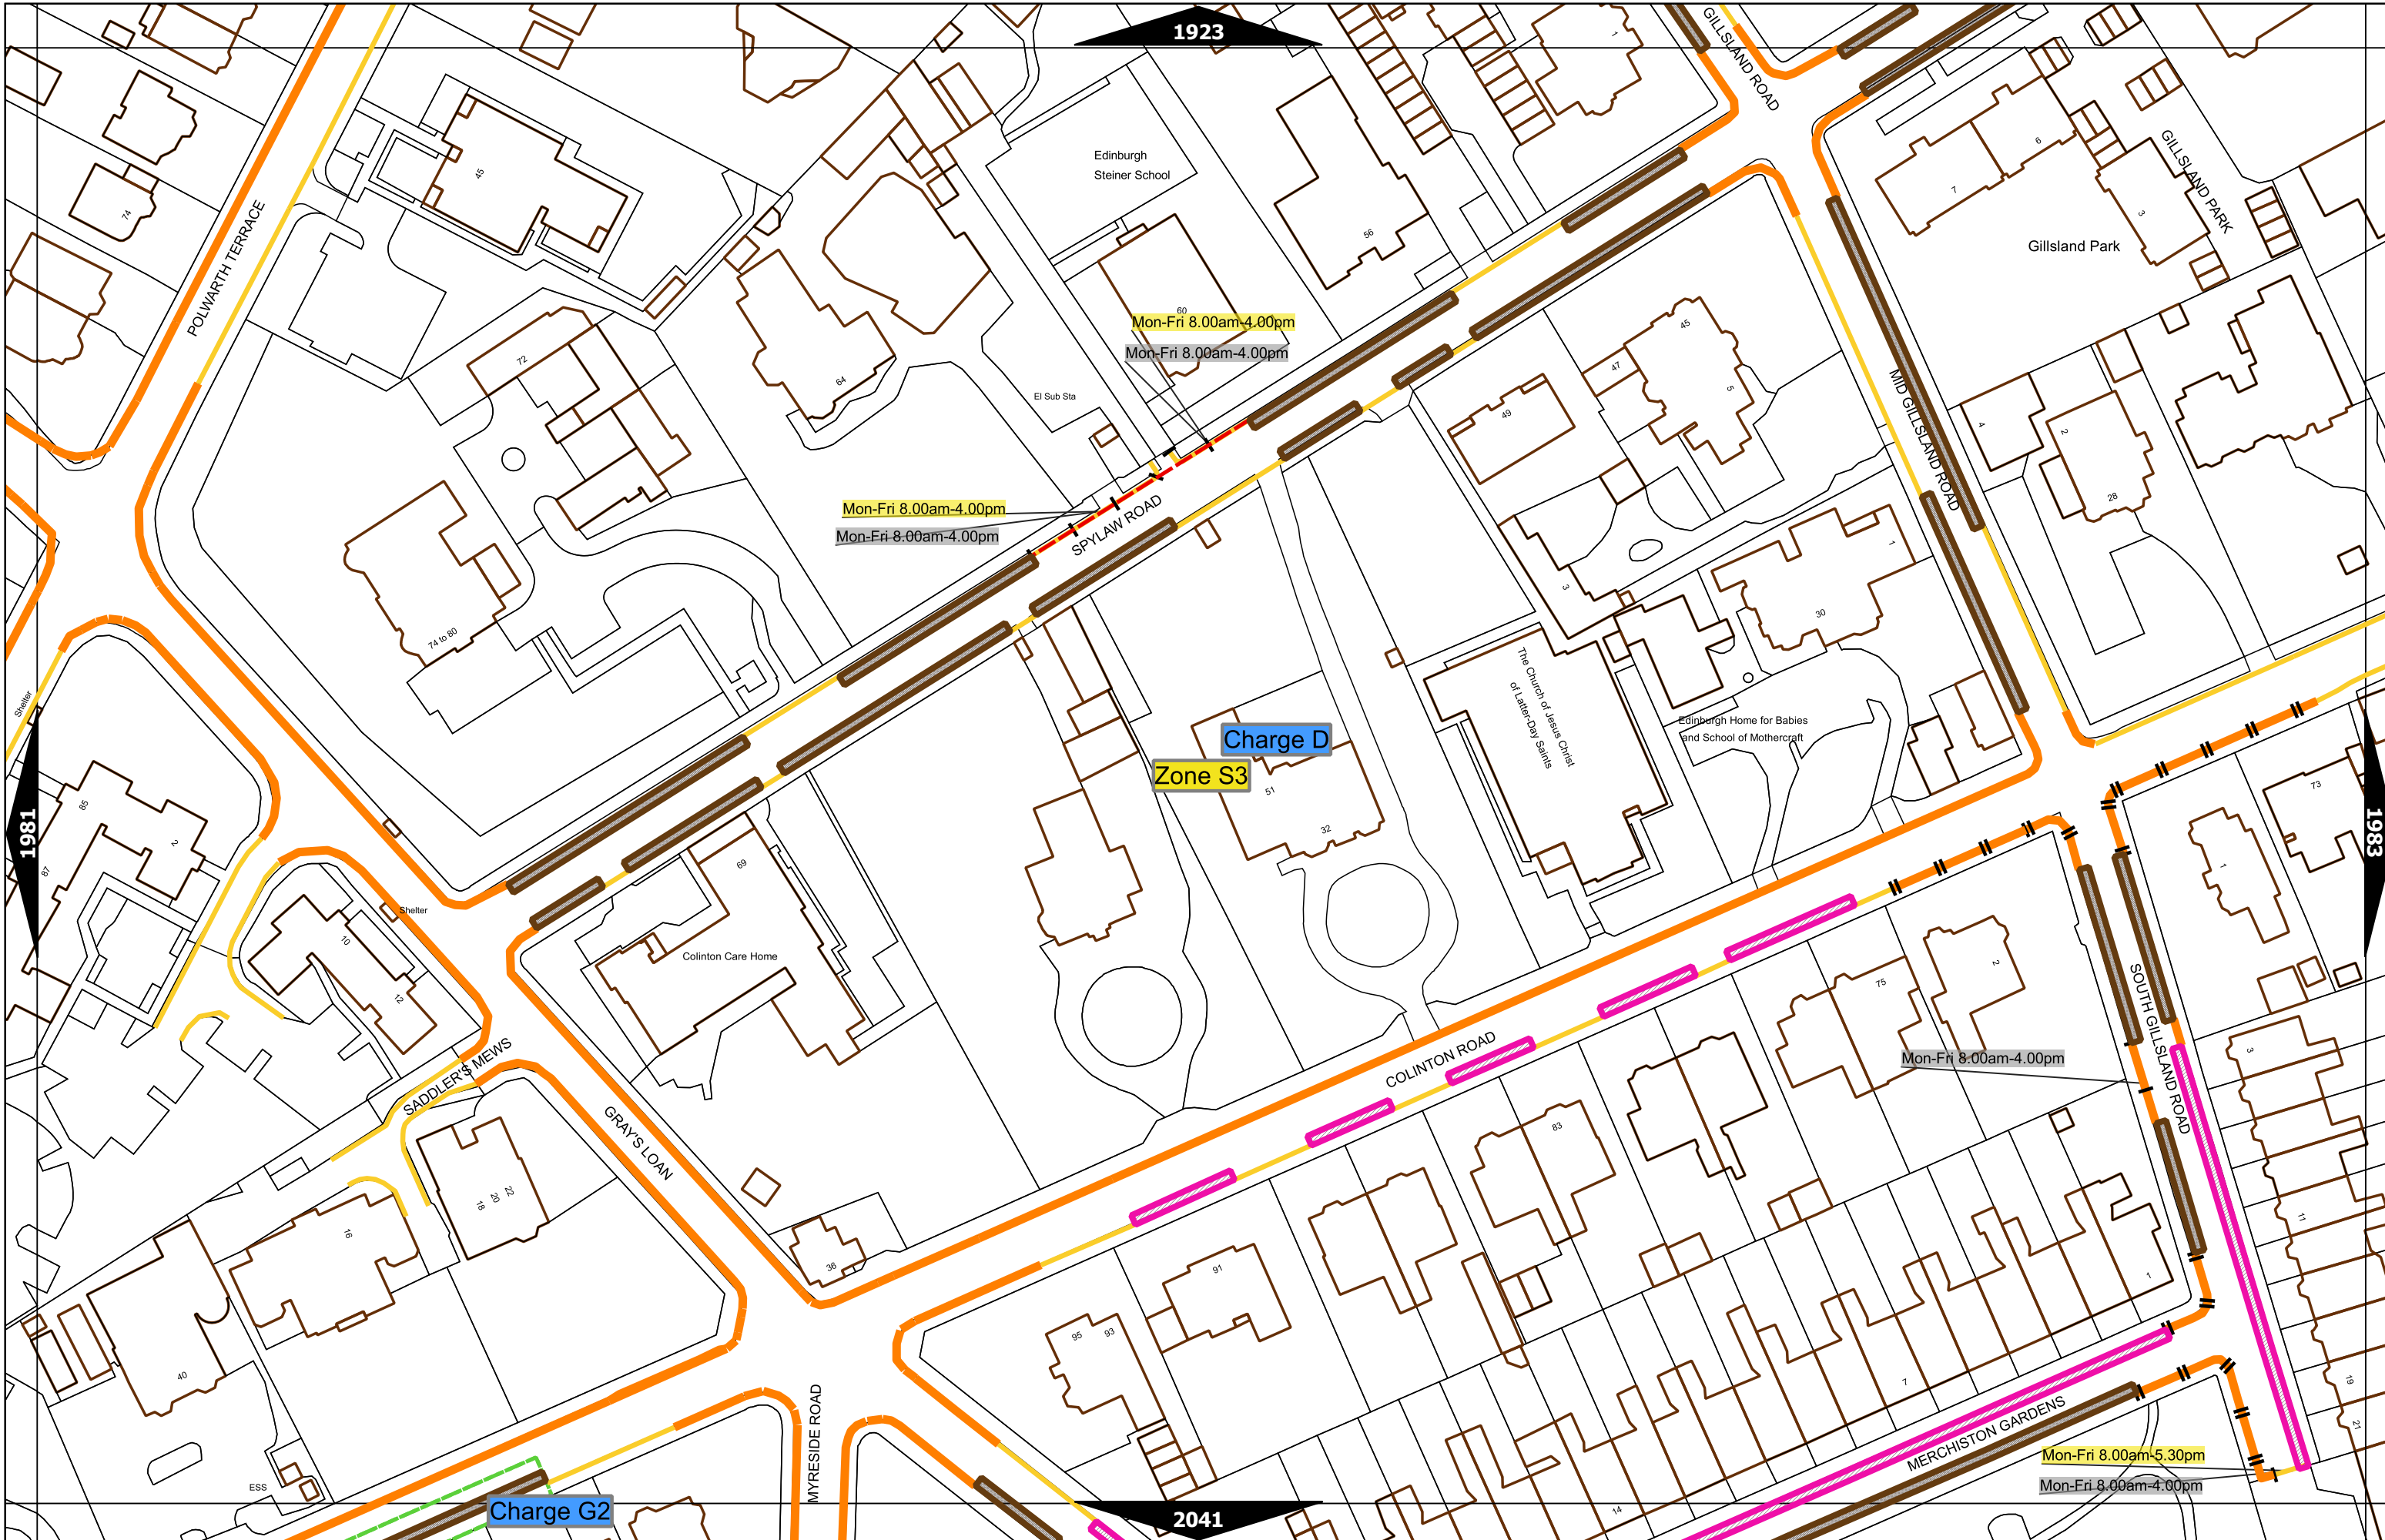 1923
GILLSLAND ROAD
1
Edinburgh
Steiner School
45
74
POLWARTH TERRACE
56
7
6
3
GILLSLAND PARK
Gillsland Park
60
Mon-Fri 8.00am-4.00pm
Mon-Fri 8.00am-4.00pm
72
64
El Sub Sta
45
47
5
49
MID GILLSLAND ROAD
4
2
28
Mon-Fri 8.00am-4.00pm
Mon-Fri 8.00am-4.00pm
SPYLAW ROAD
1
3
30
74 to 80
Shelter
The Church of Jesus Christ
of Latter-Day Saints
Edinburgh Home for Babies
and School of Mothercraft
Charge D
Zone S3
51
32
73
1981
1983
85
2
87
69
1
Shelter
10
12
Colinton Care Home
75
2
SOUTH GILLSLAND ROAD
COLINTON ROAD
Mon-Fri 8.00am-4.00pm
3
SADDLER'S MEWS
GRAY'S LOAN
83
18
20
22
16
36
91
11
1
95
93
40
7
19
21
MYRESIDE ROAD
MERCHISTON GARDENS
Mon-Fri 8.00am-5.30pm
Mon-Fri 8.00am-4.00pm
ESS
Charge G2
14
2041